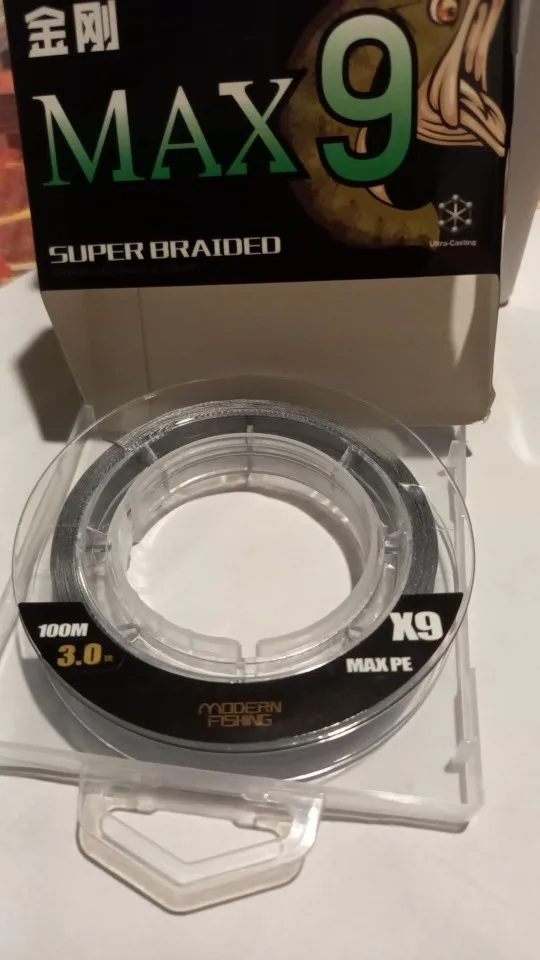 金刚
MAX9
SUPER BRAIDED
Ultra-Casting
100M
3.0
X9
MAX PE
MODERN
FISHING